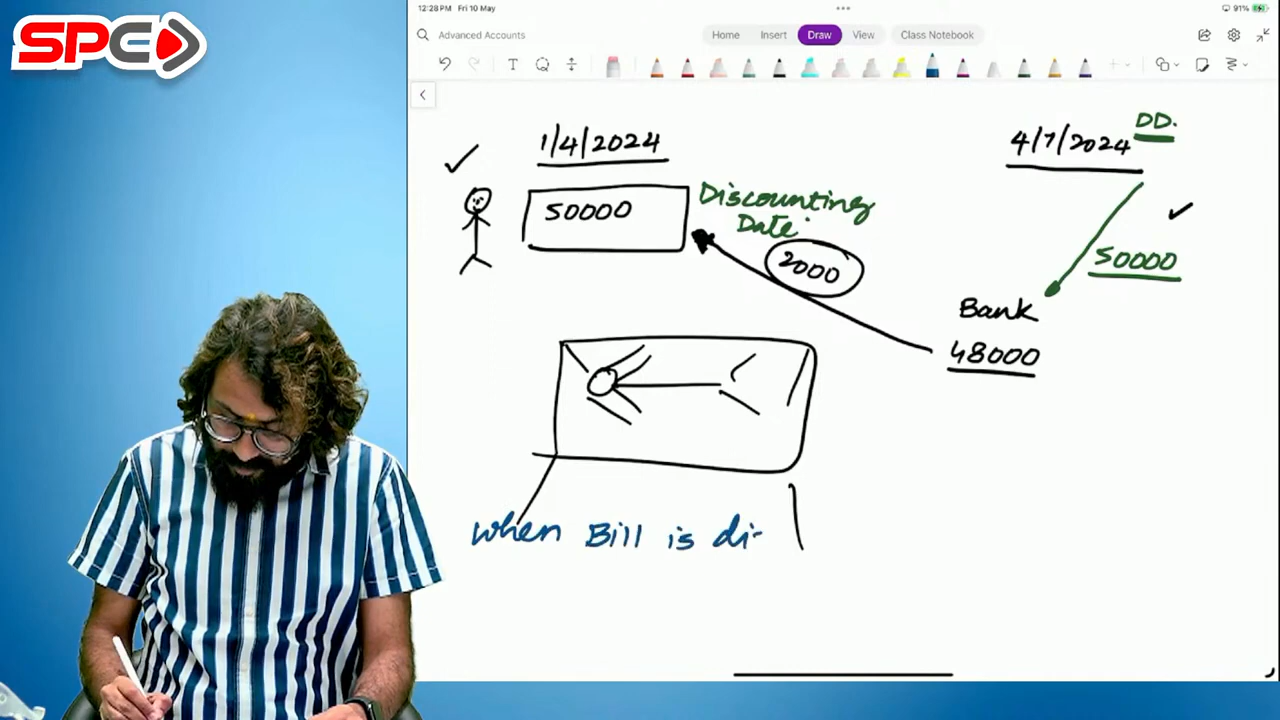 SPC
12:28 PM Fri 10 May
91%
Advanced Accounts
Home Insert Draw View Class Notebook
T
1/4/2024
4/7/2024 DD.
50000
Discounting
Date
2000
50000
Bank
48000
When Bill is di